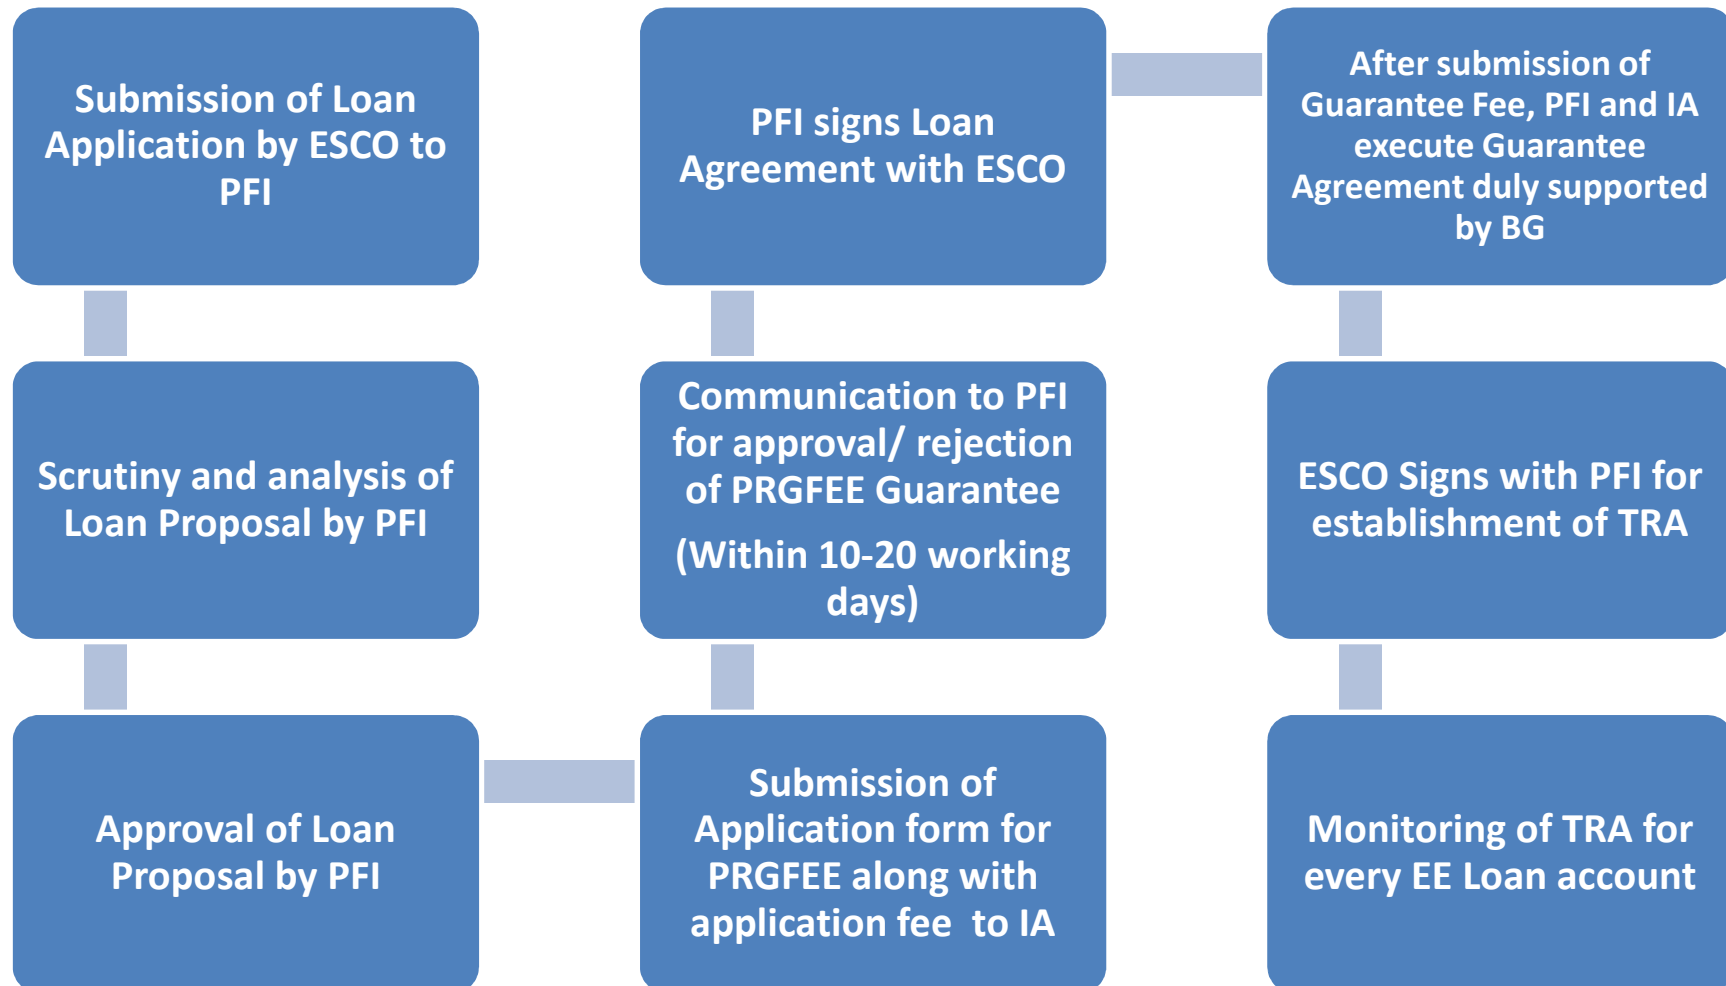 Submission of Loan
Application by ESCO to
PFI
Scrutiny and analysis of
Loan Proposal by PFI
Approval of Loan
Proposal by PFI
Submission of
Application form for
PRGFEE along with
application fee to IA
Communication to PFI
for approval/ rejection
of PRGFEE Guarantee
(Within 10-20 working
days)
PFI signs Loan
Agreement with ESCO
After submission of
Guarantee Fee, PFI and IA
execute Guarantee
Agreement duly supported
by BG
ESCO Signs with PFI for
establishment of TRA
Monitoring of TRA for
every EE Loan account